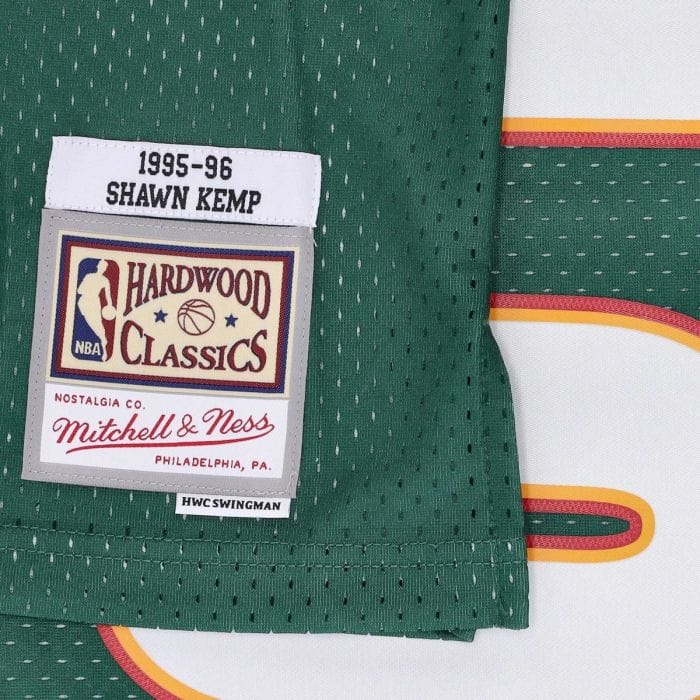 1995-96
SHAWN KEMP
HARDWOOD
NBA
CLASSICS
NOSTALGIA CO.
Mitchell & Ness
PHILADELPHIA, PA.
HWC SWINGMAN